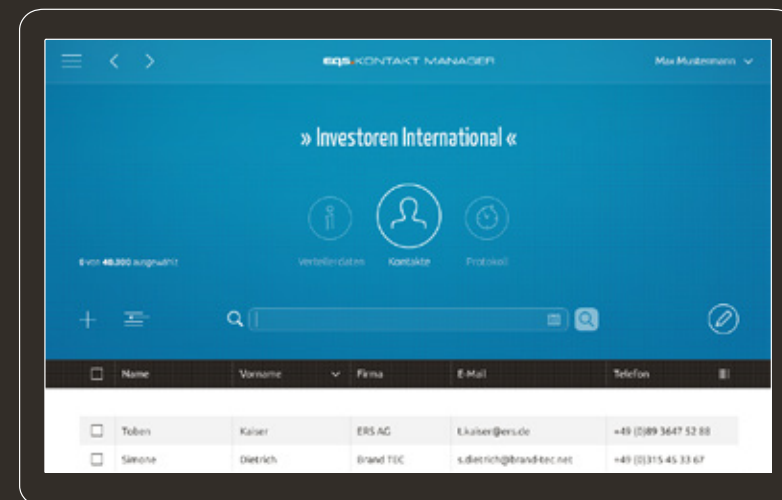 EQS.KONTAKT MANAGER
Max Mustermann
» Investoren International «
Verteilerdaten Kontakte Protokoll
0 von 48.300 ausgewählt
Name Vorname Firma E-Mail Telefon
Toben Kaiser ERS AG t.kaiser@ers.de +49 (0)89 3647 52 88
Simone Dietrich Brand TEC s.dietrich@brand-tec.net +49 (0)315 45 33 67